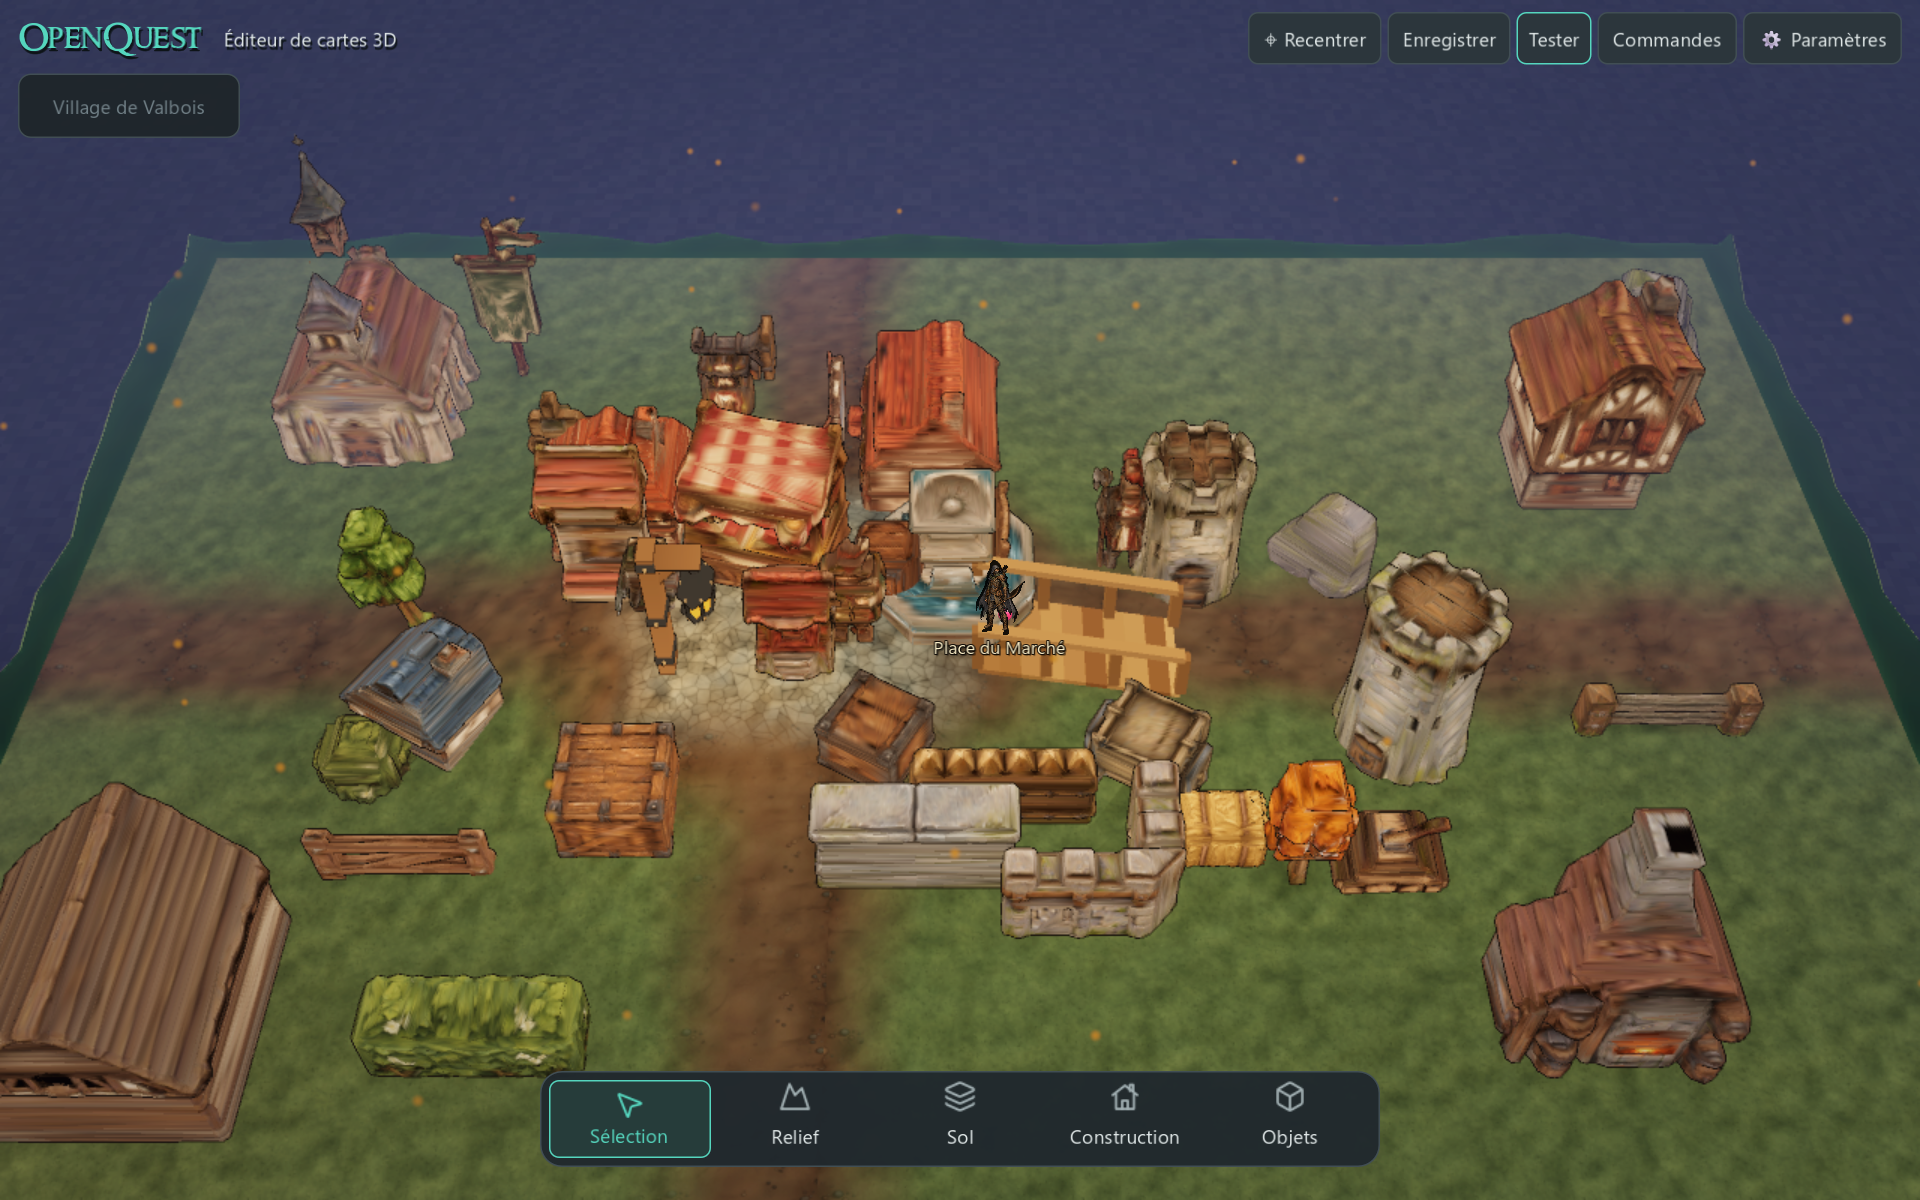 OpenQuest Éditeur de cartes 3D
Recentrer
Enregistrer
Tester
Commandes
Paramètres
Village de Valbois
Place du Marché
Sélection
Relief
Sol
Construction
Objets